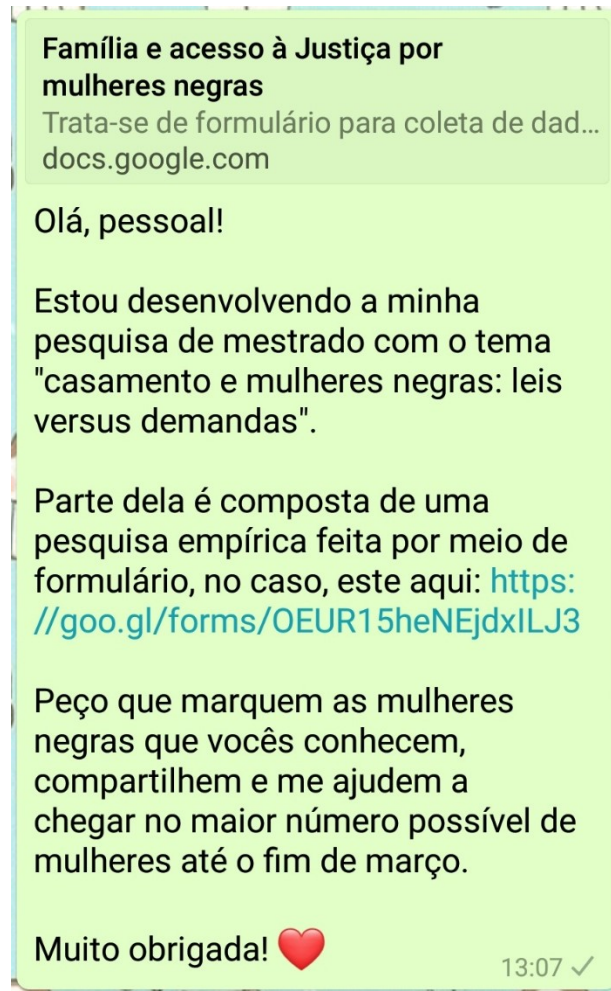 Família e acesso à Justiça por
mulheres negras
Trata-se de formulário para coleta de dad...
docs.google.com
Olá, pessoal!
Estou desenvolvendo a minha
pesquisa de mestrado com o tema
"casamento e mulheres negras: leis
versus demandas".
Parte dela é composta de uma
pesquisa empírica feita por meio de
formulário, no caso, este aqui: https:
//goo.gl/forms/OEUR15heNEjdxILJ3
Peço que marquem as mulheres
negras que vocês conhecem,
compartilhem e me ajudem a
chegar no maior número possível de
mulheres até o fim de março.
Muito obrigada! ❤️
13:07 ✓